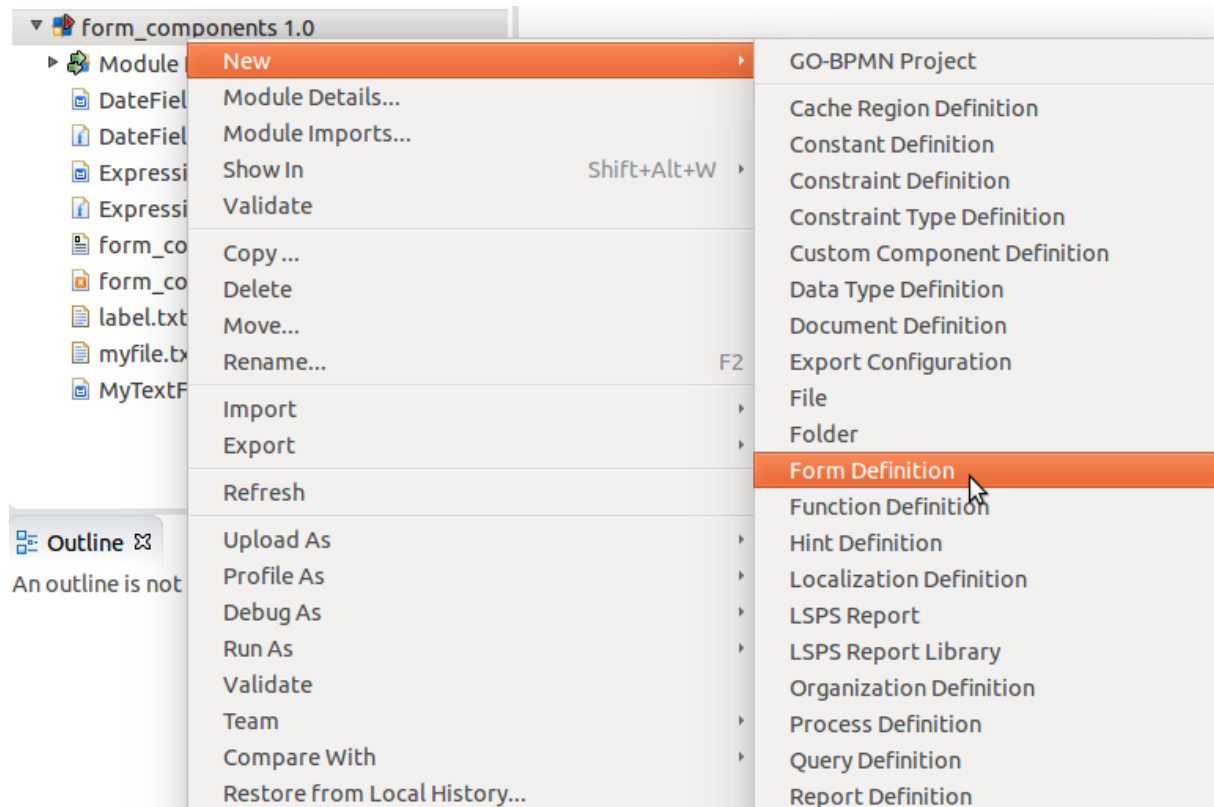 form_components 1.0
Module
DateFiel
DateFiel
Expressi
Expressi
form_co
form_co
label.txt
myfile.tx
MyTextF
Outline
An outline is not
New
Module Details...
Module Imports...
Show In Shift+Alt+W
Validate
Copy ...
Delete
Move...
Rename... F2
Import
Export
Refresh
Upload As
Profile As
Debug As
Run As
Validate
Team
Compare With
Restore from Local History...
GO-BPMN Project
Cache Region Definition
Constant Definition
Constraint Definition
Constraint Type Definition
Custom Component Definition
Data Type Definition
Document Definition
Export Configuration
File
Folder
Form Definition
Function Definition
Hint Definition
Localization Definition
LSPS Report
LSPS Report Library
Organization Definition
Process Definition
Query Definition
Report Definition